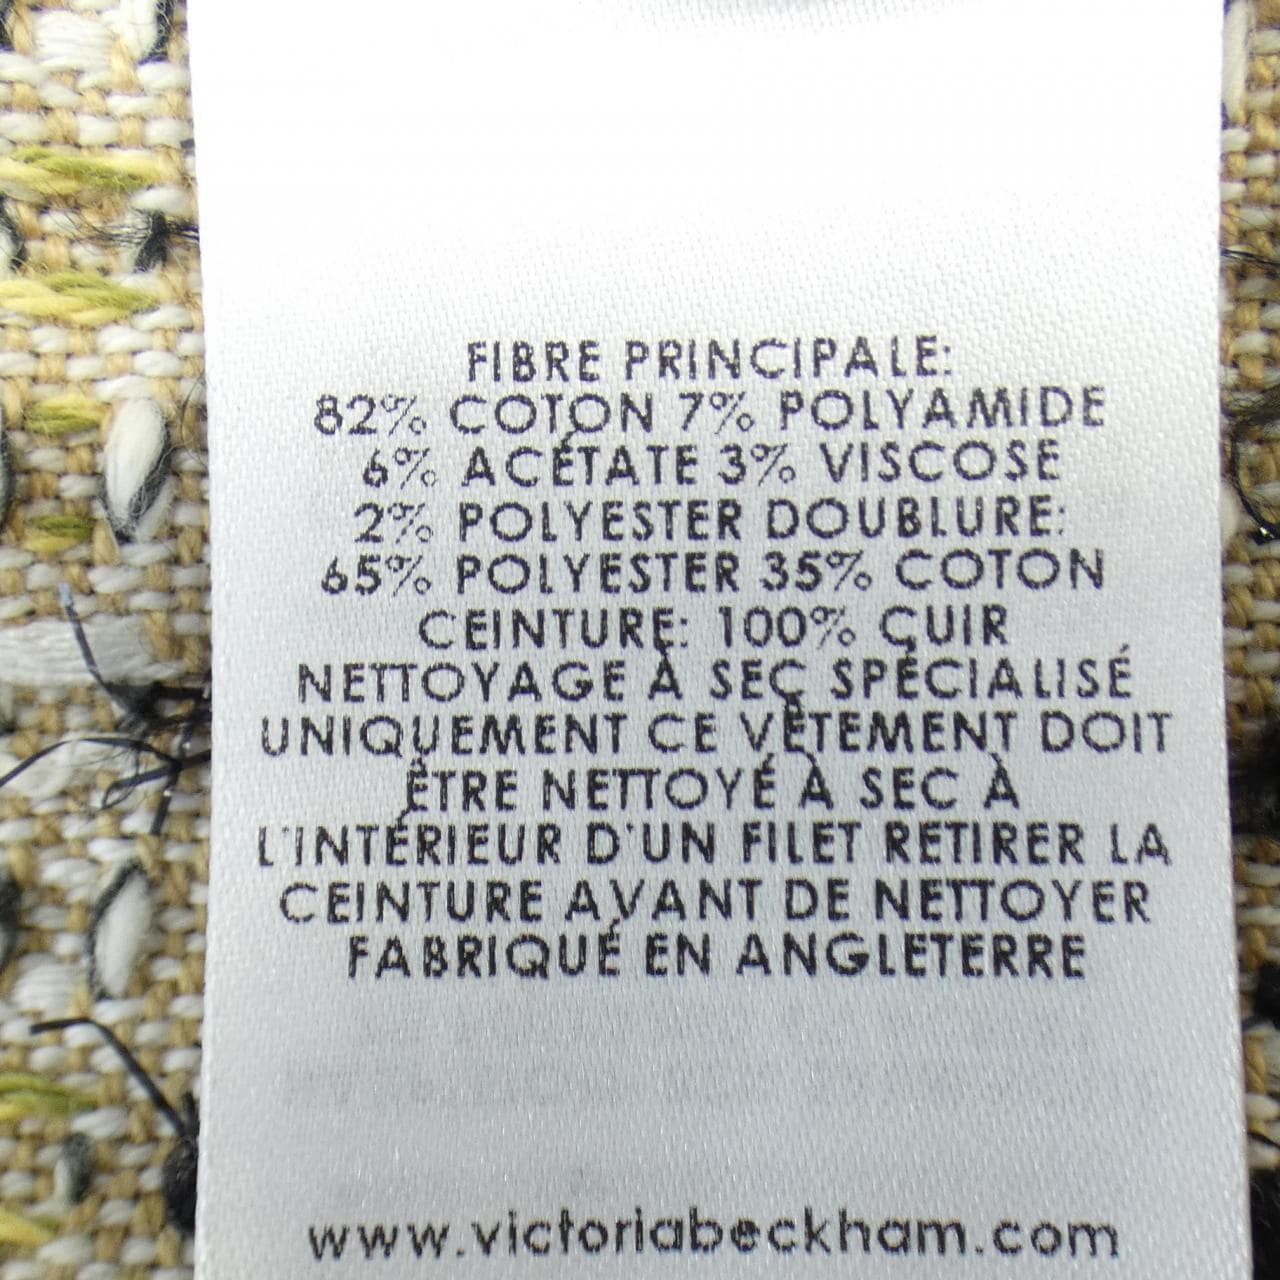 FIBRE PRINCIPALE:
82% COTON 7% POLYAMIDE
6% ACÉTATE 3% VISCOSE
2% POLYESTER DOUBLURE:
65% POLYESTER 35% COTON
CEINTURE: 100% CUIR
NETTOYAGE À SEC SPÉCIALISÉ
UNIQUEMENT CE VÊTEMENT DOIT
ÊTRE NETTOYÉ À SEC À
L'INTÉRIEUR D'UN FILET RETIRER LA
CEINTURE AVANT DE NETTOYER
FABRIQUÉ EN ANGLETERRE
www.victoriabeckham.com